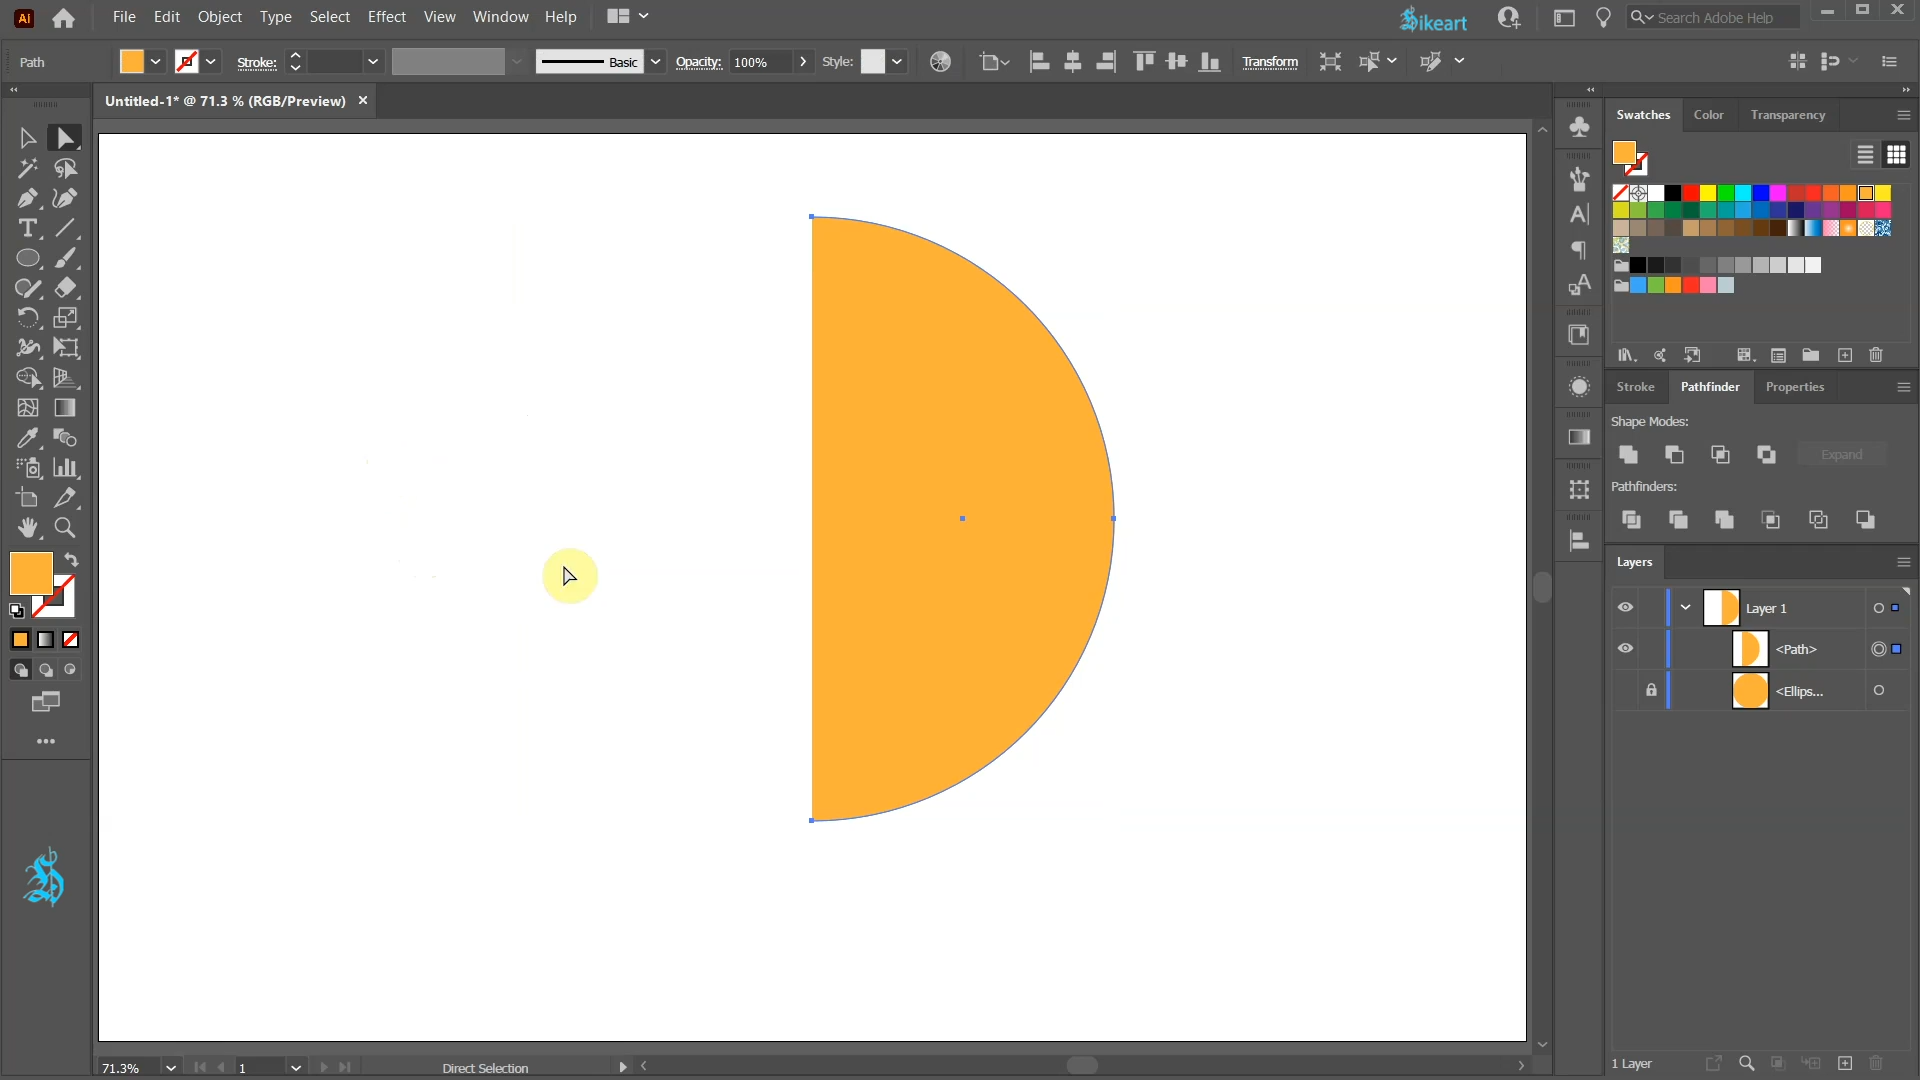 Ai
File Edit Object Type Select Effect View Window Help
Sikeart
Search Adobe Help
Path
Stroke:
Basic
Opacity: 100%
Style:
Transform
Untitled-1* @ 71.3 % (RGB/Preview)
Swatches Color Transparency
Stroke Pathfinder Properties
Shape Modes:
Expand
Pathfinders:
Layers
Layer 1
<Path>
<Ellips...
1 Layer
71.3% 1 Direct Selection